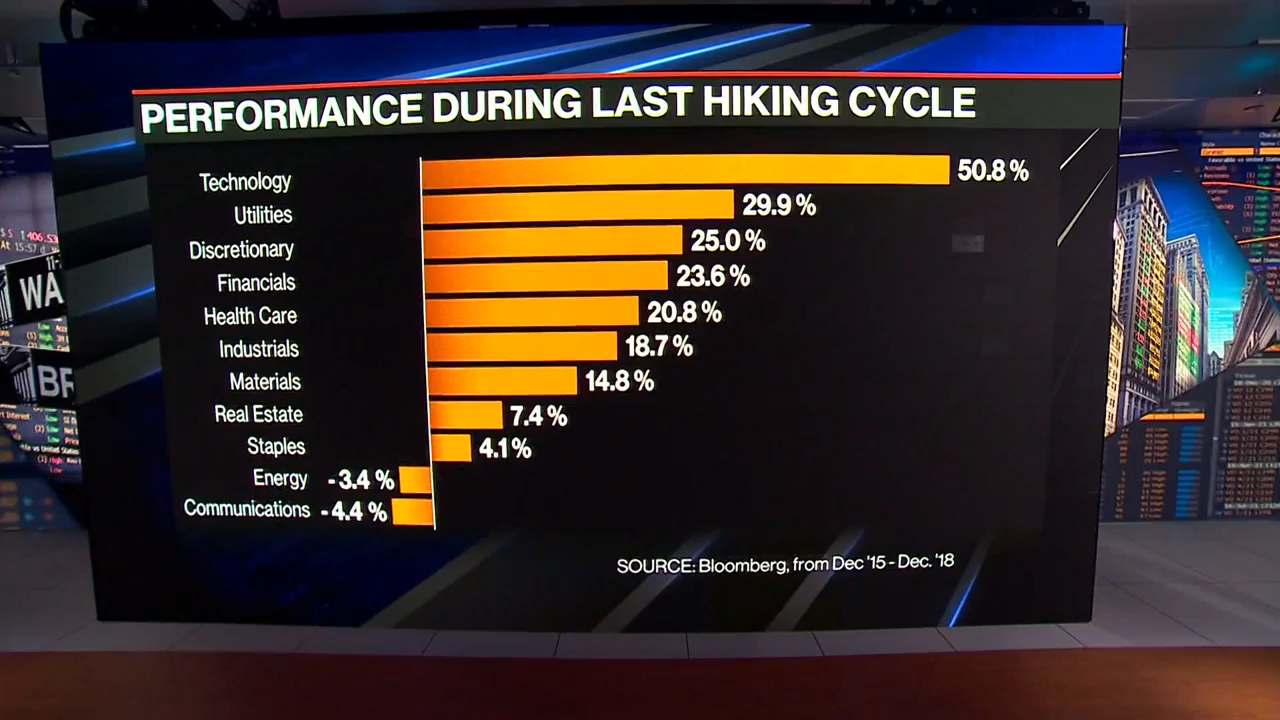 PERFORMANCE DURING LAST HIKING CYCLE
Technology 50.8%
Utilities 29.9%
Discretionary 25.0%
Financials 23.6%
Health Care 20.8%
Industrials 18.7%
Materials 14.8%
Real Estate 7.4%
Staples 4.1%
Energy -3.4%
Communications -4.4%
SOURCE: Bloomberg, from Dec '15 - Dec. '18
WA
BR